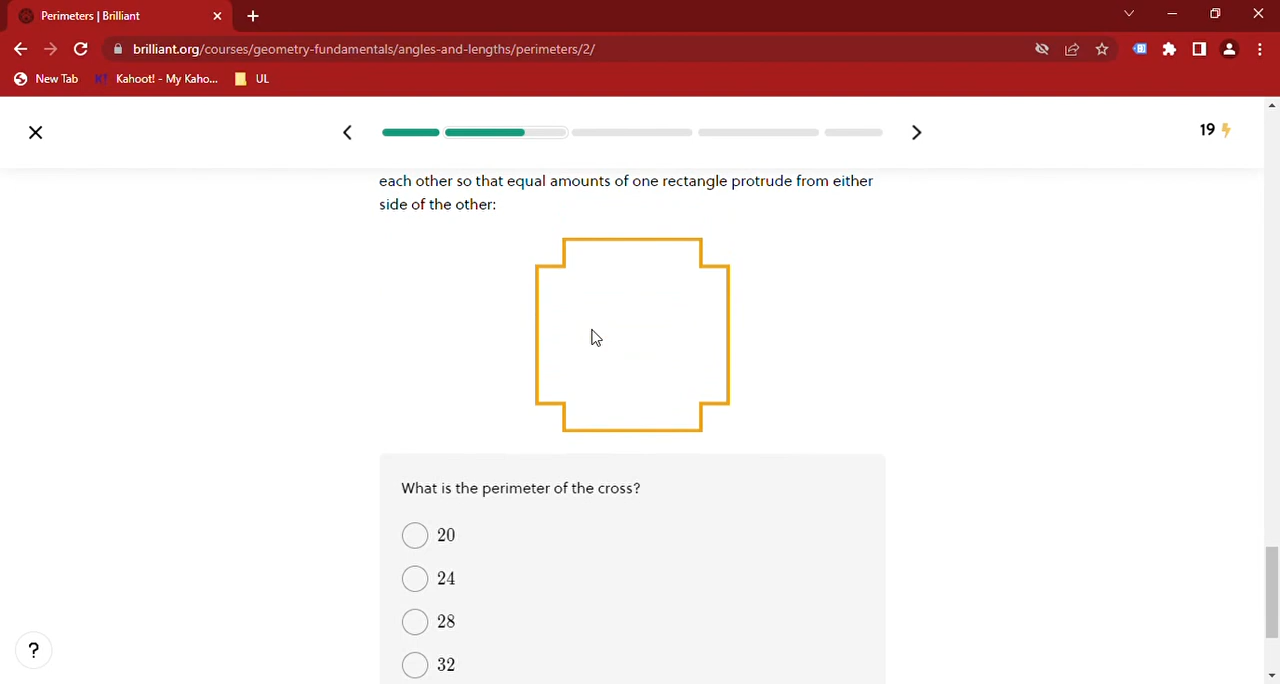 Perimeters | Brilliant
brilliant.org/courses/geometry-fundamentals/angles-and-lengths/perimeters/2/
New Tab
Kahoot! - My Kaho...
UL
19
each other so that equal amounts of one rectangle protrude from either
side of the other:
What is the perimeter of the cross?
20
24
28
32
?